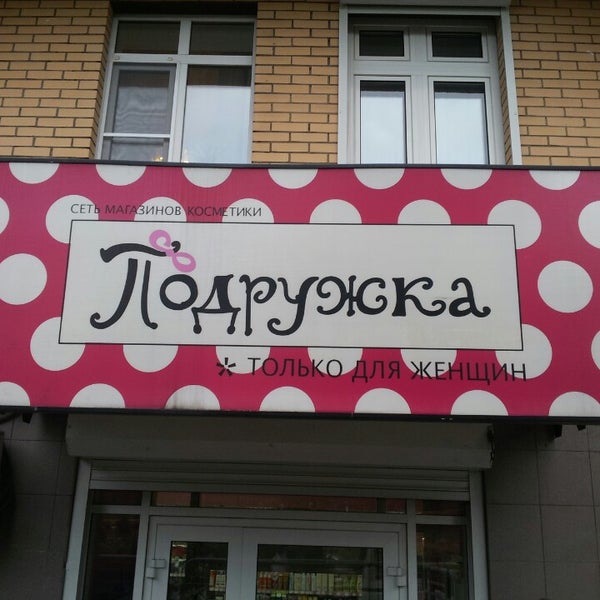 СЕТЬ МАГАЗИНОВ КОСМЕТИКИ
Подружка
* ТОЛЬКО ДЛЯ ЖЕНЩИН